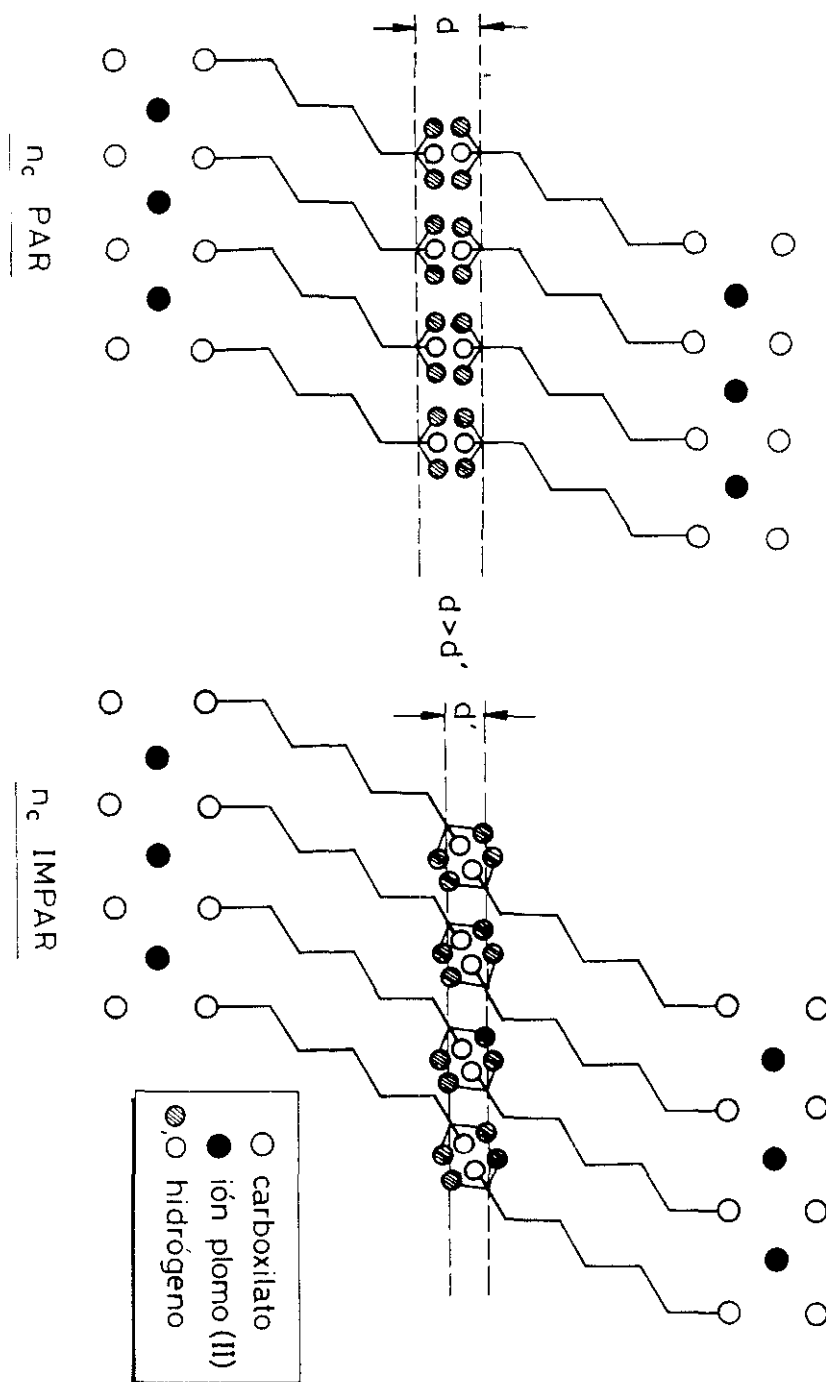 d
d>d'
d'
n_c PAR
n_c IMPAR
carboxilato
ión plomo (II)
, hidrógeno